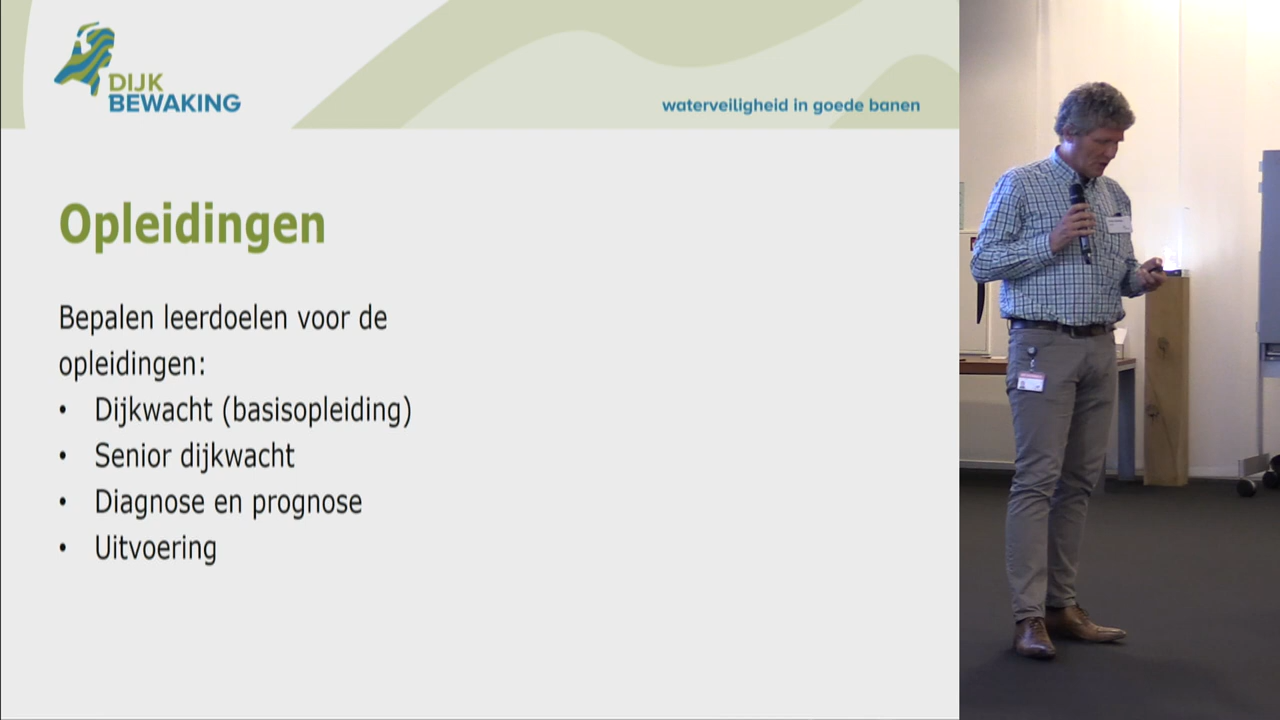 DIJK
BEWAKING
waterveiligheid in goede banen
Opleidingen
Bepalen leerdoelen voor de
opleidingen:
• Dijkwacht (basisopleiding)
• Senior dijkwacht
• Diagnose en prognose
• Uitvoering